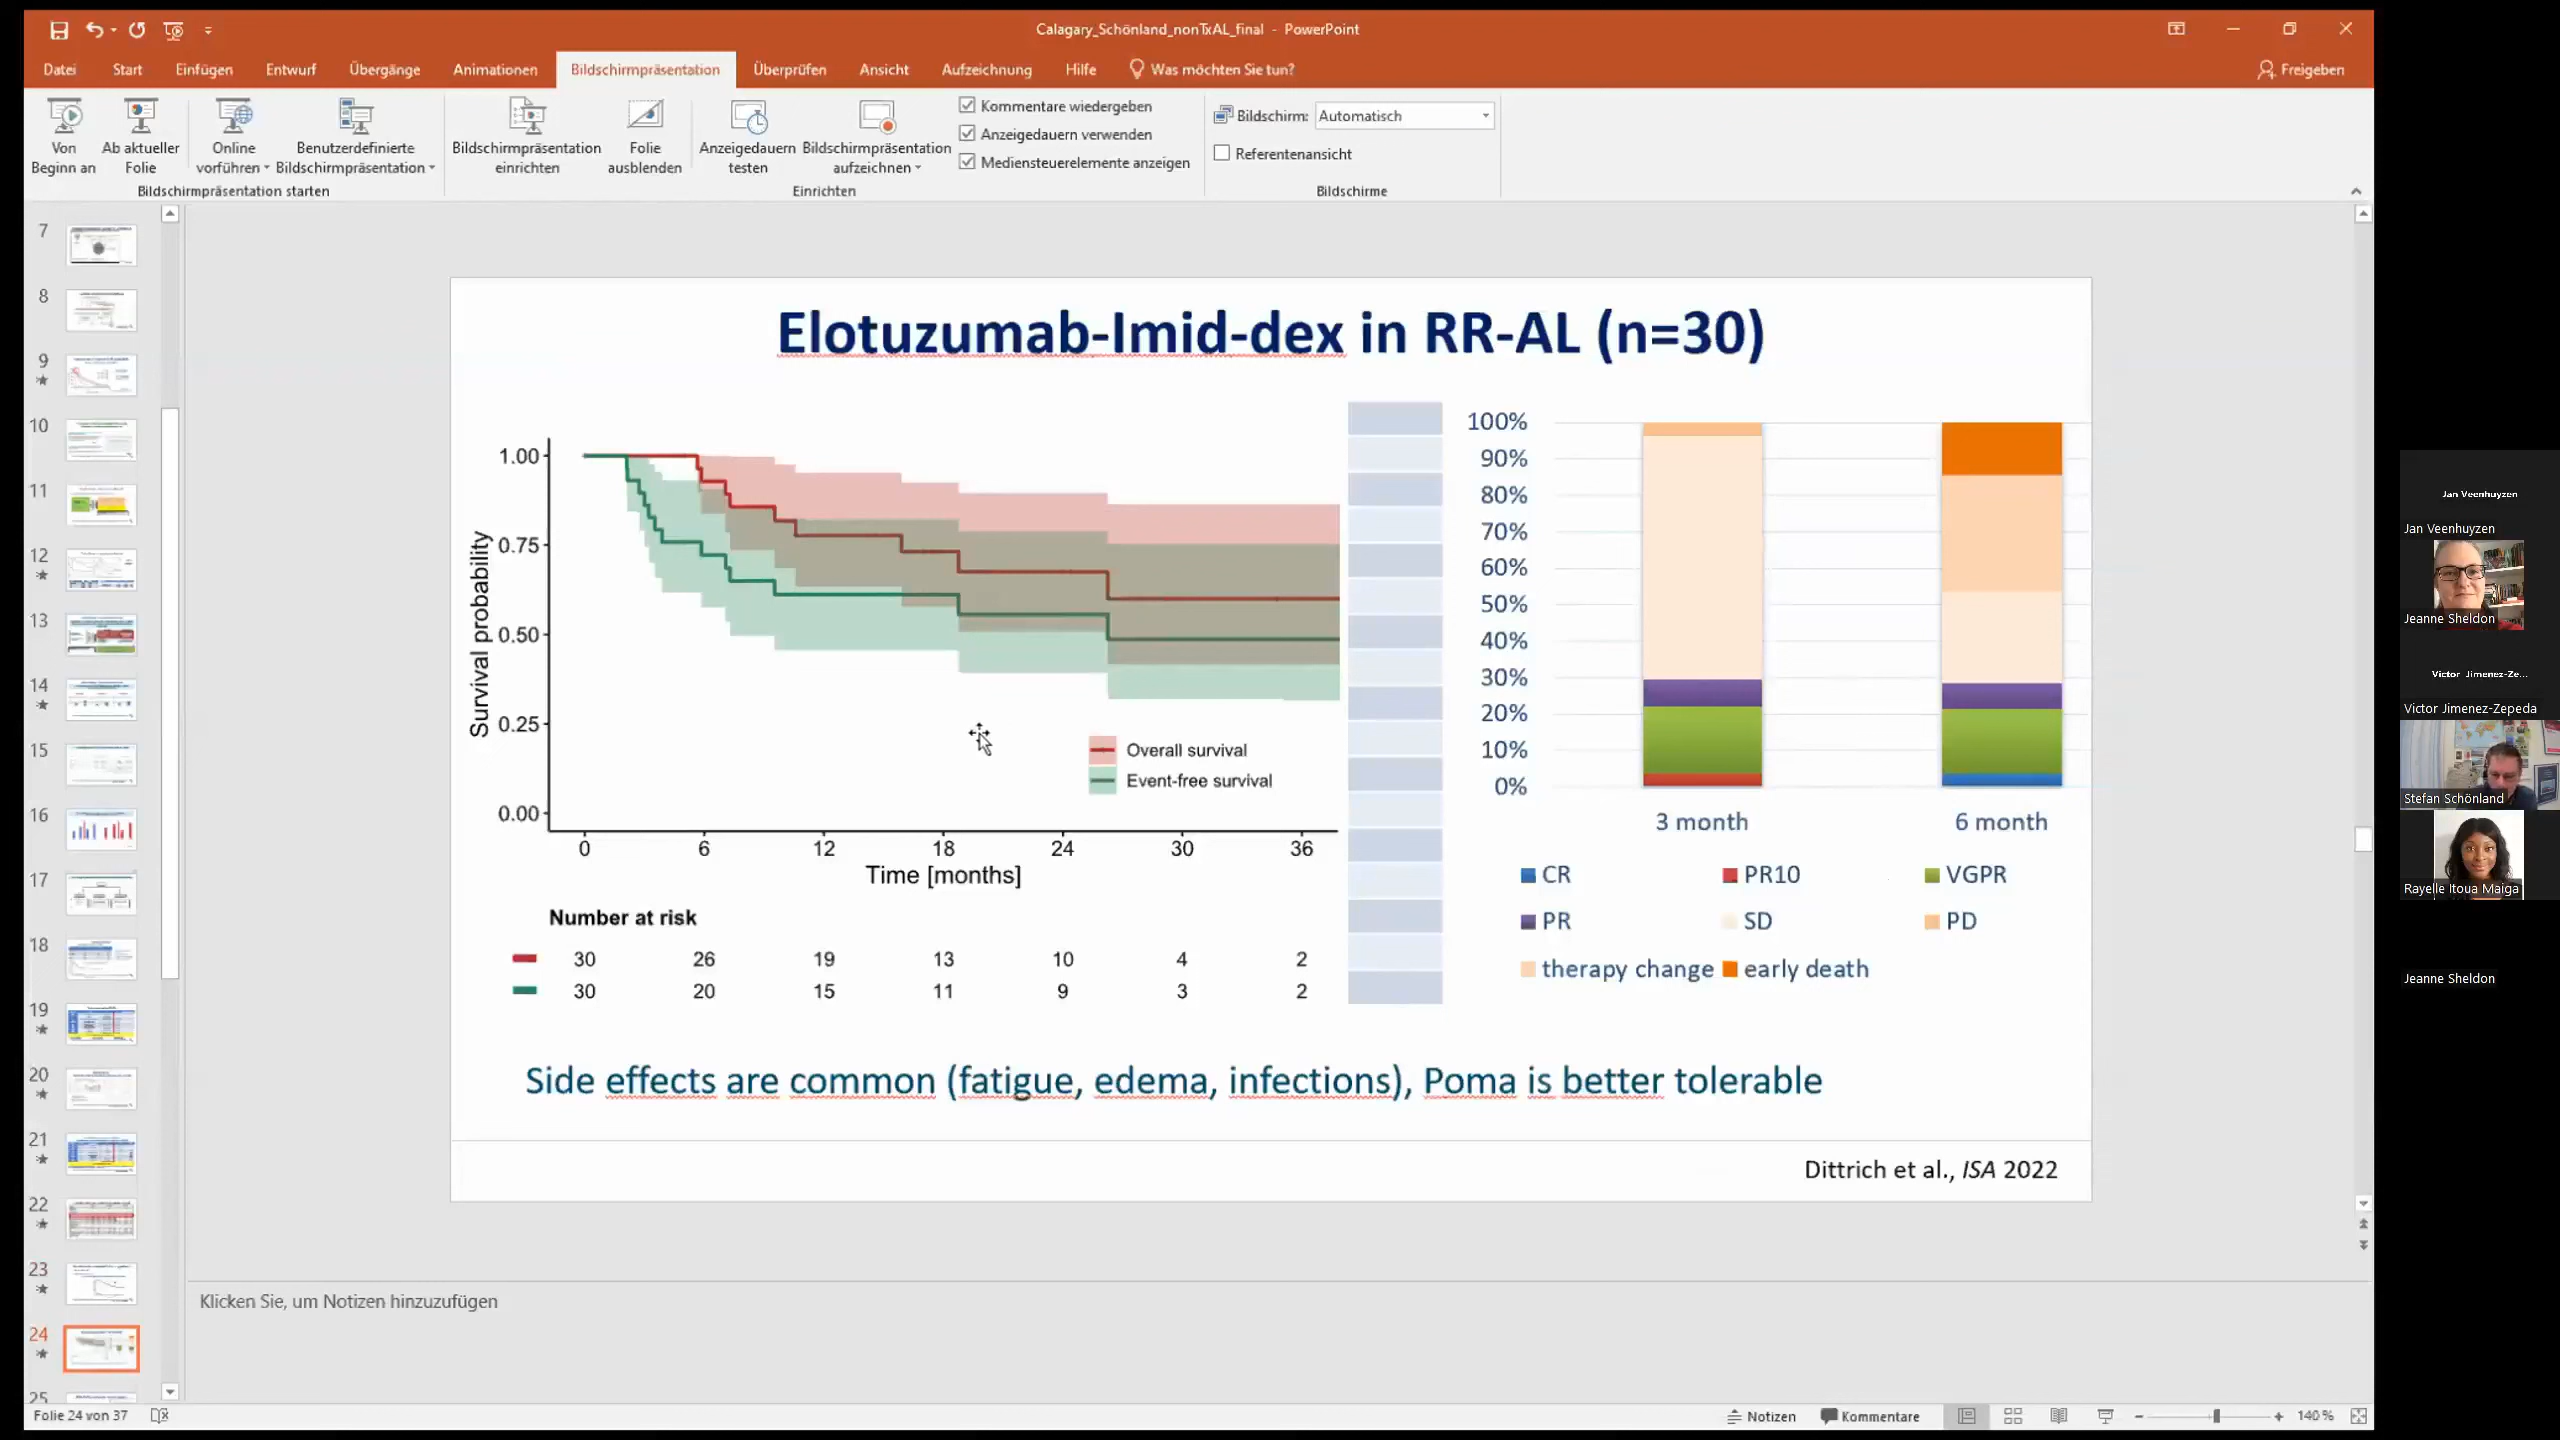 Calagary_Schönland_nonTxAL_final - PowerPoint
Datei Start Einfügen Entwurf Übergänge Animationen Bildschirmpräsentation Überprüfen Ansicht Aufzeichnung Hilfe Was möchten Sie tun? Freigeben
Von Beginn an
Ab aktueller Folie
Online vorführen
Benutzerdefinierte Bildschirmpräsentation
Bildschirmpräsentation starten
Bildschirmpräsentation einrichten
Folie ausblenden
Anzeigedauern testen
Bildschirmpräsentation aufzeichnen
Kommentare wiedergeben
Anzeigedauern verwenden
Mediensteuerelemente anzeigen
Einrichten
Bildschirm: Automatisch
Referentenansicht
Bildschirme
7
8
9
10
11
12
13
14
15
16
17
18
19
20
21
22
23
24
25
Elotuzumab-Imid-dex in RR-AL (n=30)
Survival probability
1.00
0.75
0.50
0.25
0.00
Overall survival
Event-free survival
0 6 12 18 24 30 36
Time [months]
Number at risk
30 26 19 13 10 4 2
30 20 15 11 9 3 2
100%
90%
80%
70%
60%
50%
40%
30%
20%
10%
0%
3 month 6 month
CR PR10 VGPR
PR SD PD
therapy change early death
Side effects are common (fatigue, edema, infections), Poma is better tolerable
Dittrich et al., ISA 2022
Klicken Sie, um Notizen hinzuzufügen
Folie 24 von 37
Notizen Kommentare 140 %
Jan Veenhuyzen
Jan Veenhuyzen
Jeanne Sheldon
Victor Jimenez-Ze...
Victor Jimenez-Zepeda
Stefan Schönland
Rayelle Itoua Maiga
Jeanne Sheldon